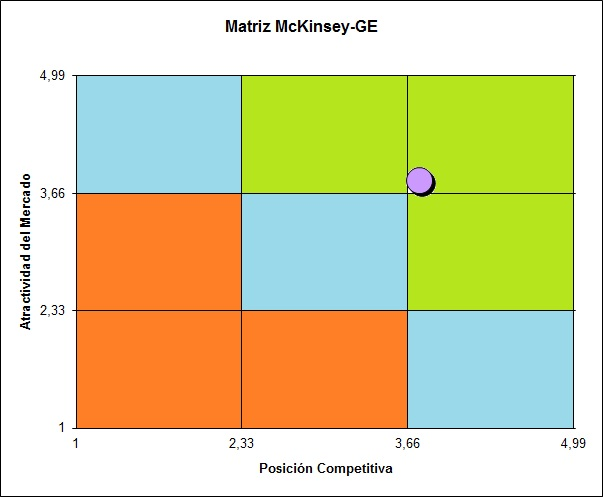 Matriz McKinsey-GE
4,99
3,66
2,33
1
Atractividad del Mercado
1 2,33 3,66 4,99
Posición Competitiva